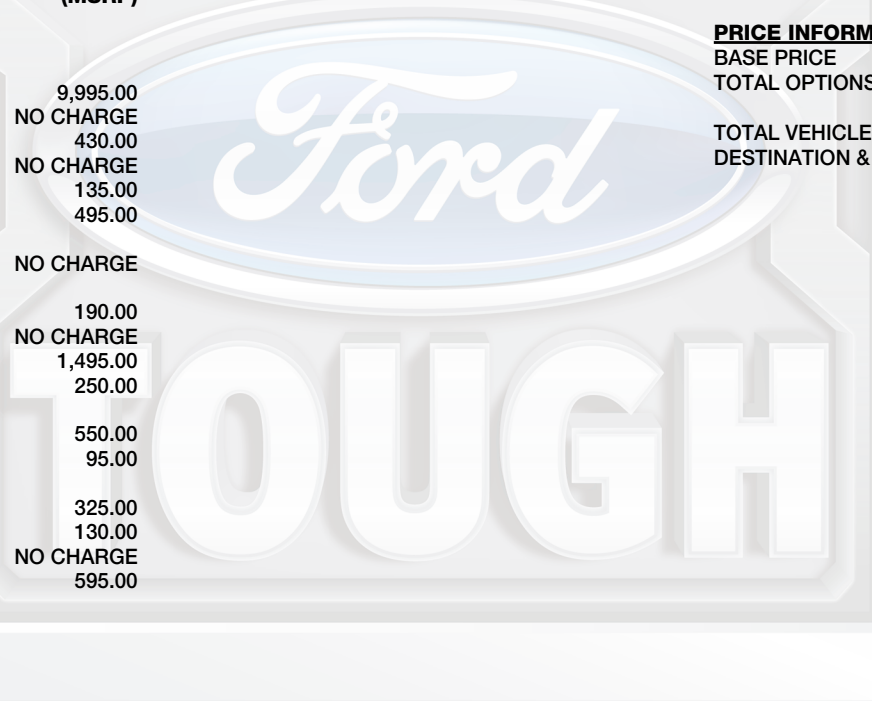 (MSRP)
9,995.00
NO CHARGE
430.00
NO CHARGE
135.00
495.00
NO CHARGE
190.00
NO CHARGE
1,495.00
250.00
550.00
95.00
325.00
130.00
NO CHARGE
595.00
PRICE INFORM
BASE PRICE
TOTAL OPTIONS
TOTAL VEHICLE
DESTINATION &
Ford
TOUGH